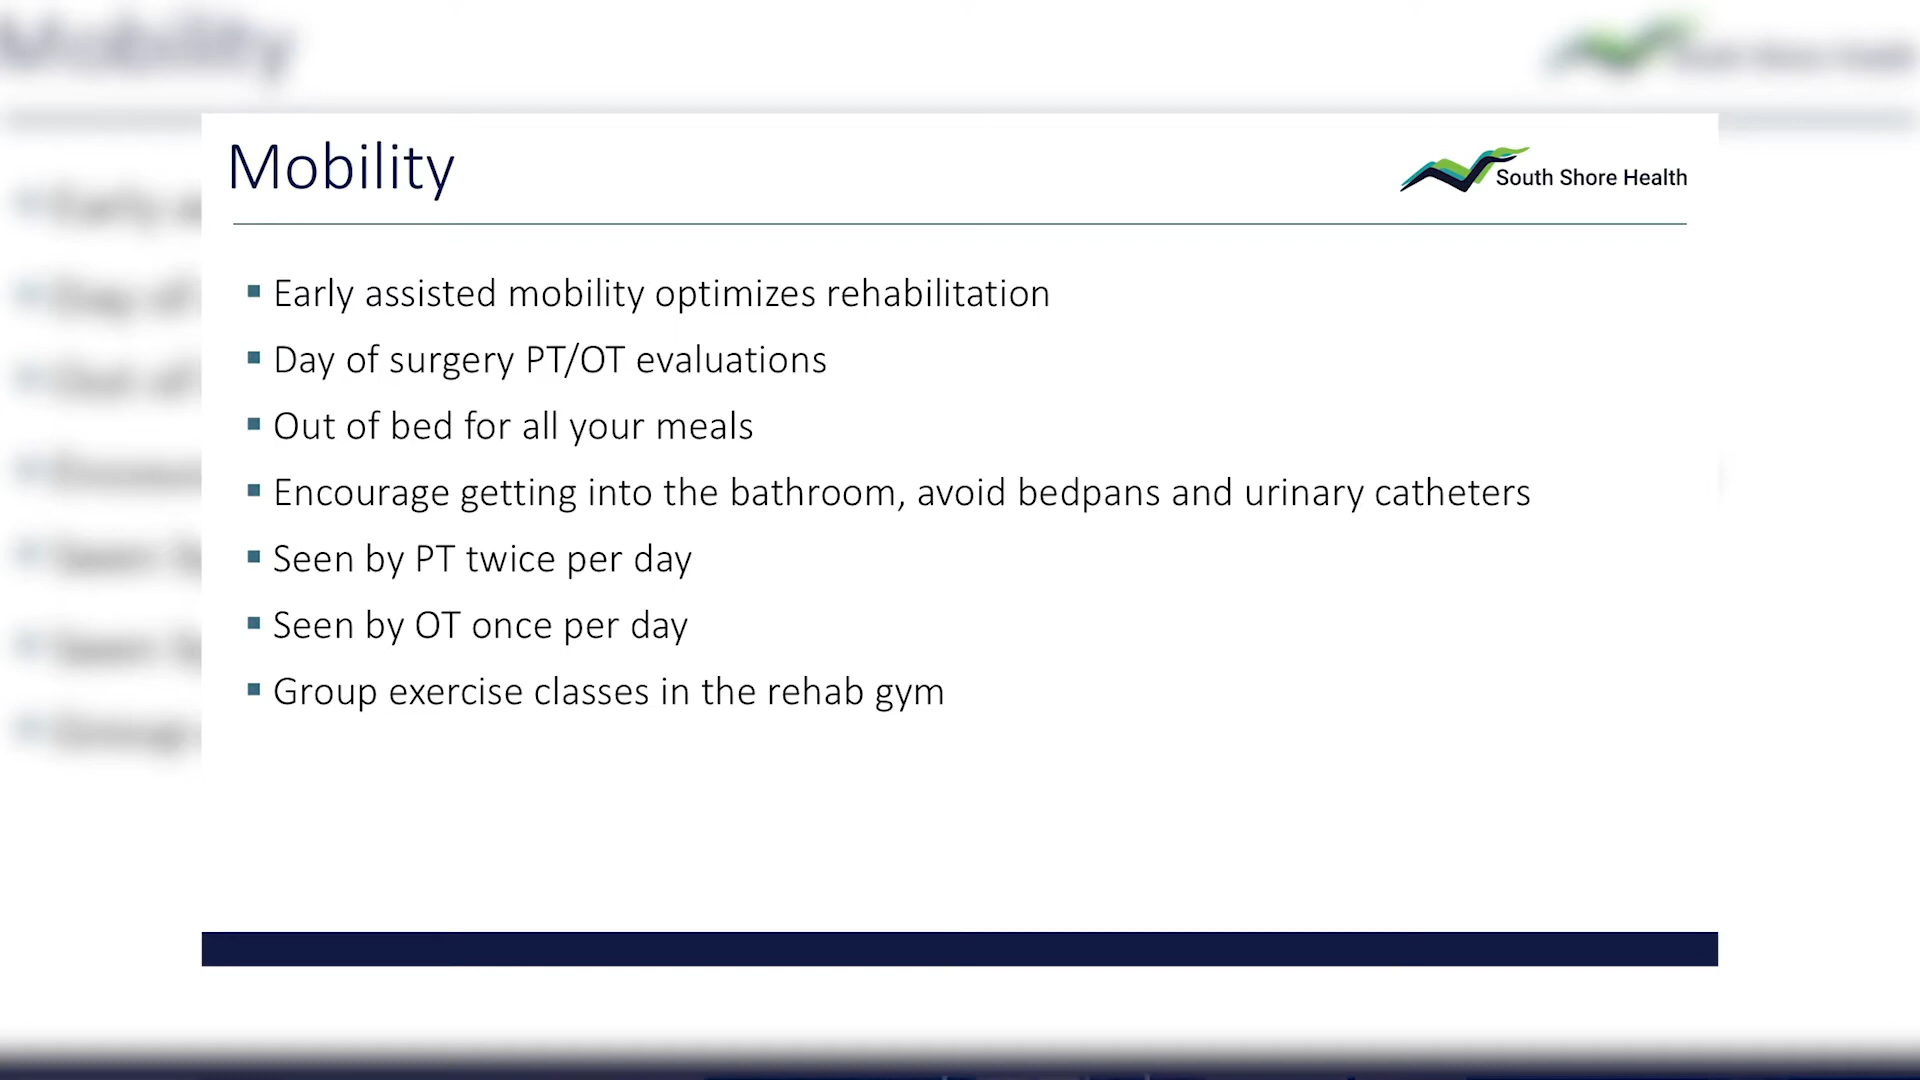 Mobility
South Shore Health
Early assisted mobility optimizes rehabilitation
Day of surgery PT/OT evaluations
Out of bed for all your meals
Encourage getting into the bathroom, avoid bedpans and urinary catheters
Seen by PT twice per day
Seen by OT once per day
Group exercise classes in the rehab gym